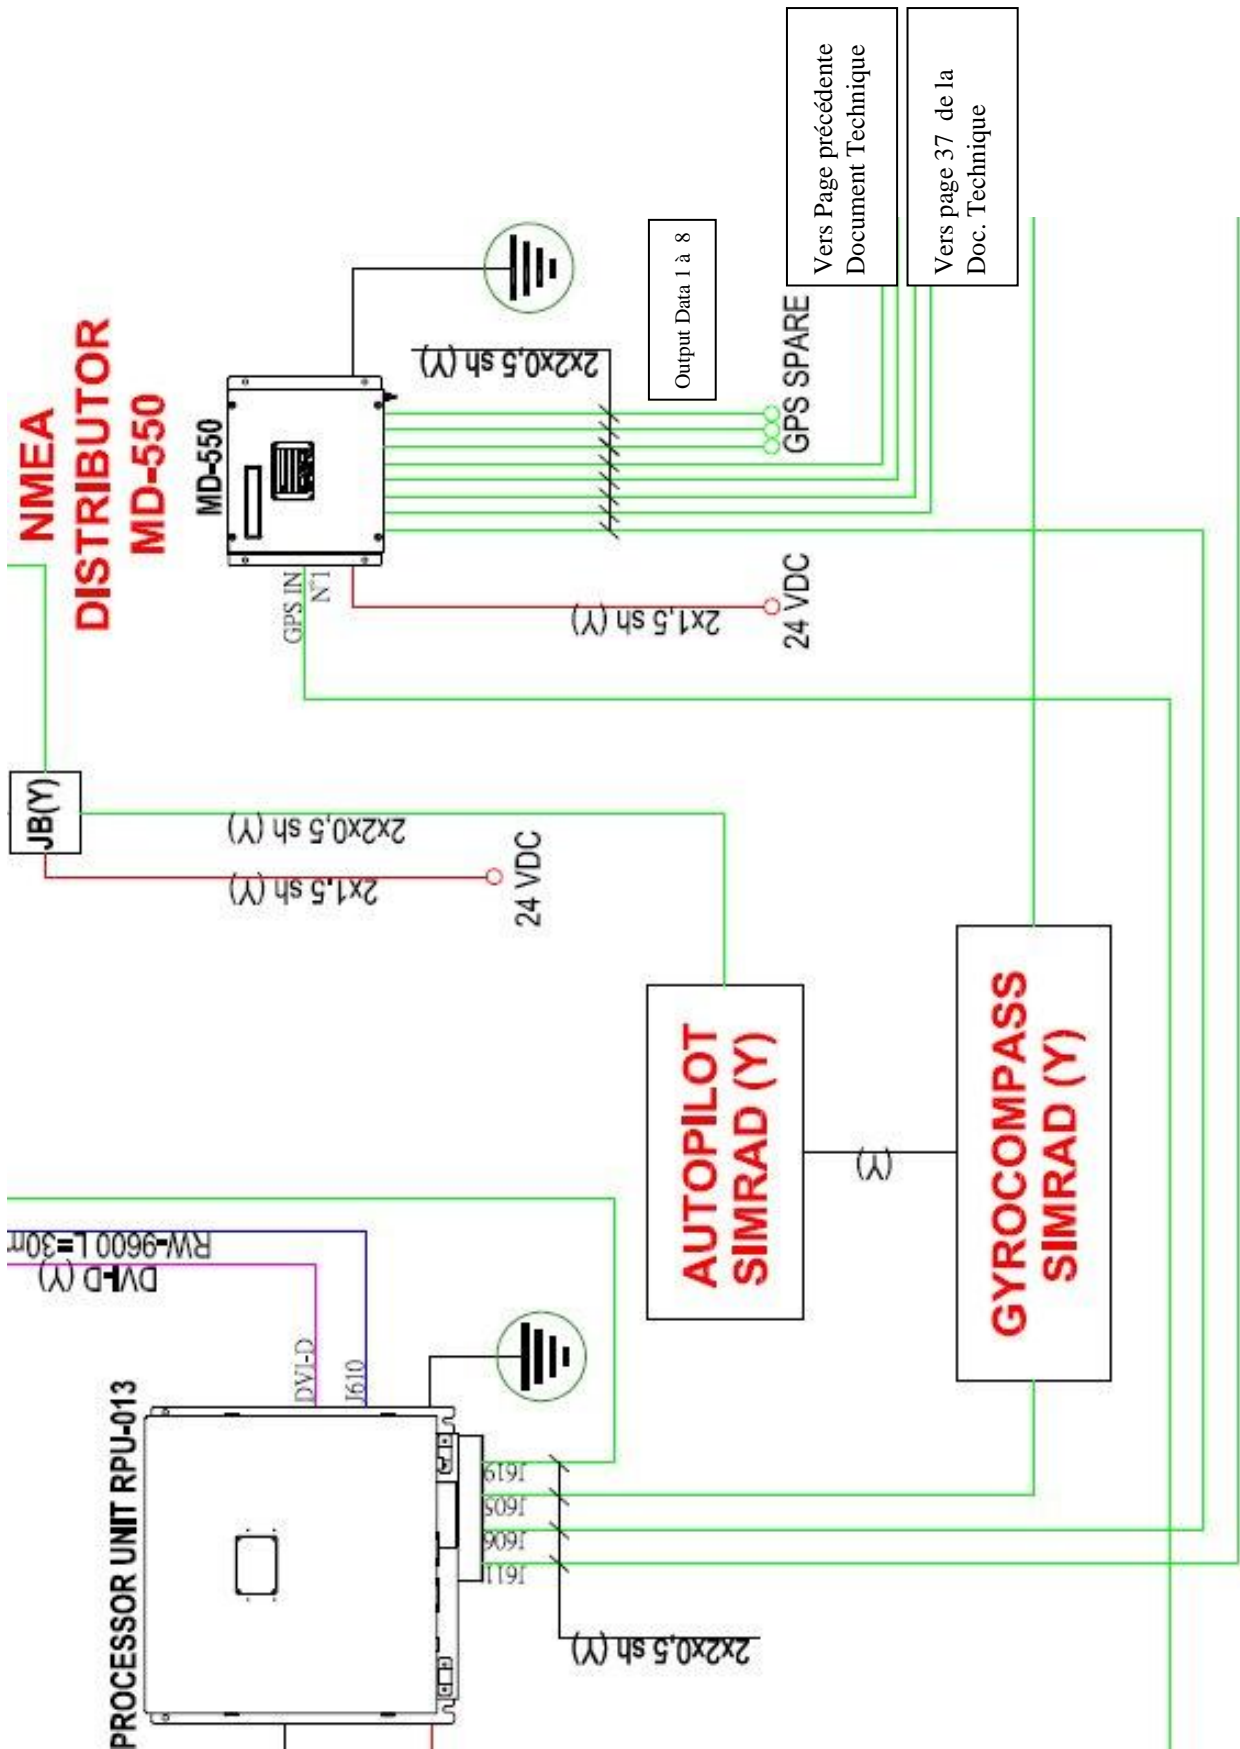 Vers Page précédente
Document Technique
Vers page 37 de la
Doc. Technique
NMEA
DISTRIBUTOR
MD-550
MD-550
2x2x0,5 sh (Y)
Output Data 1 à 8
GPS SPARE
GPS IN
N°1
2x1,5 sh (Y)
24 VDC
JB(Y)
2x2x0,5 sh (Y)
2x1,5 sh (Y)
24 VDC
AUTOPILOT
SIMRAD (Y)
(Y)
GYROCOMPASS
SIMRAD (Y)
RW-9600 L=30m
DVI-D (Y)
DVI-D
J610
PROCESSOR UNIT RPU-013
J619
J605
J606
J611
2x2x0,5 sh (Y)